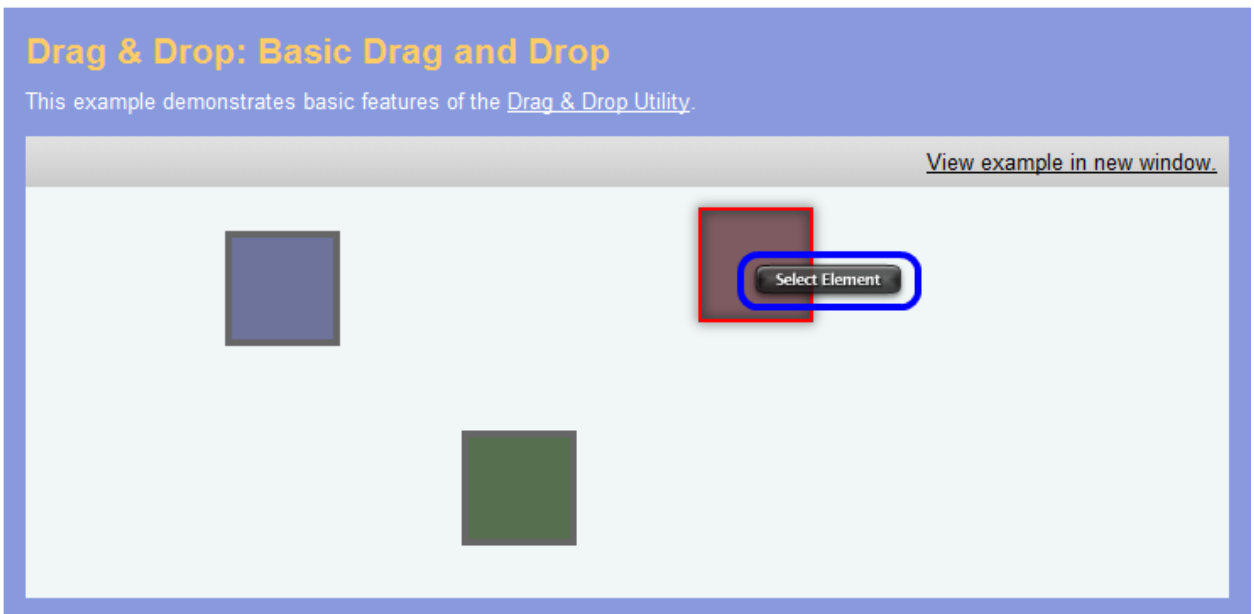 Drag & Drop: Basic Drag and Drop
This example demonstrates basic features of the Drag & Drop Utility.
View example in new window.
Select Element